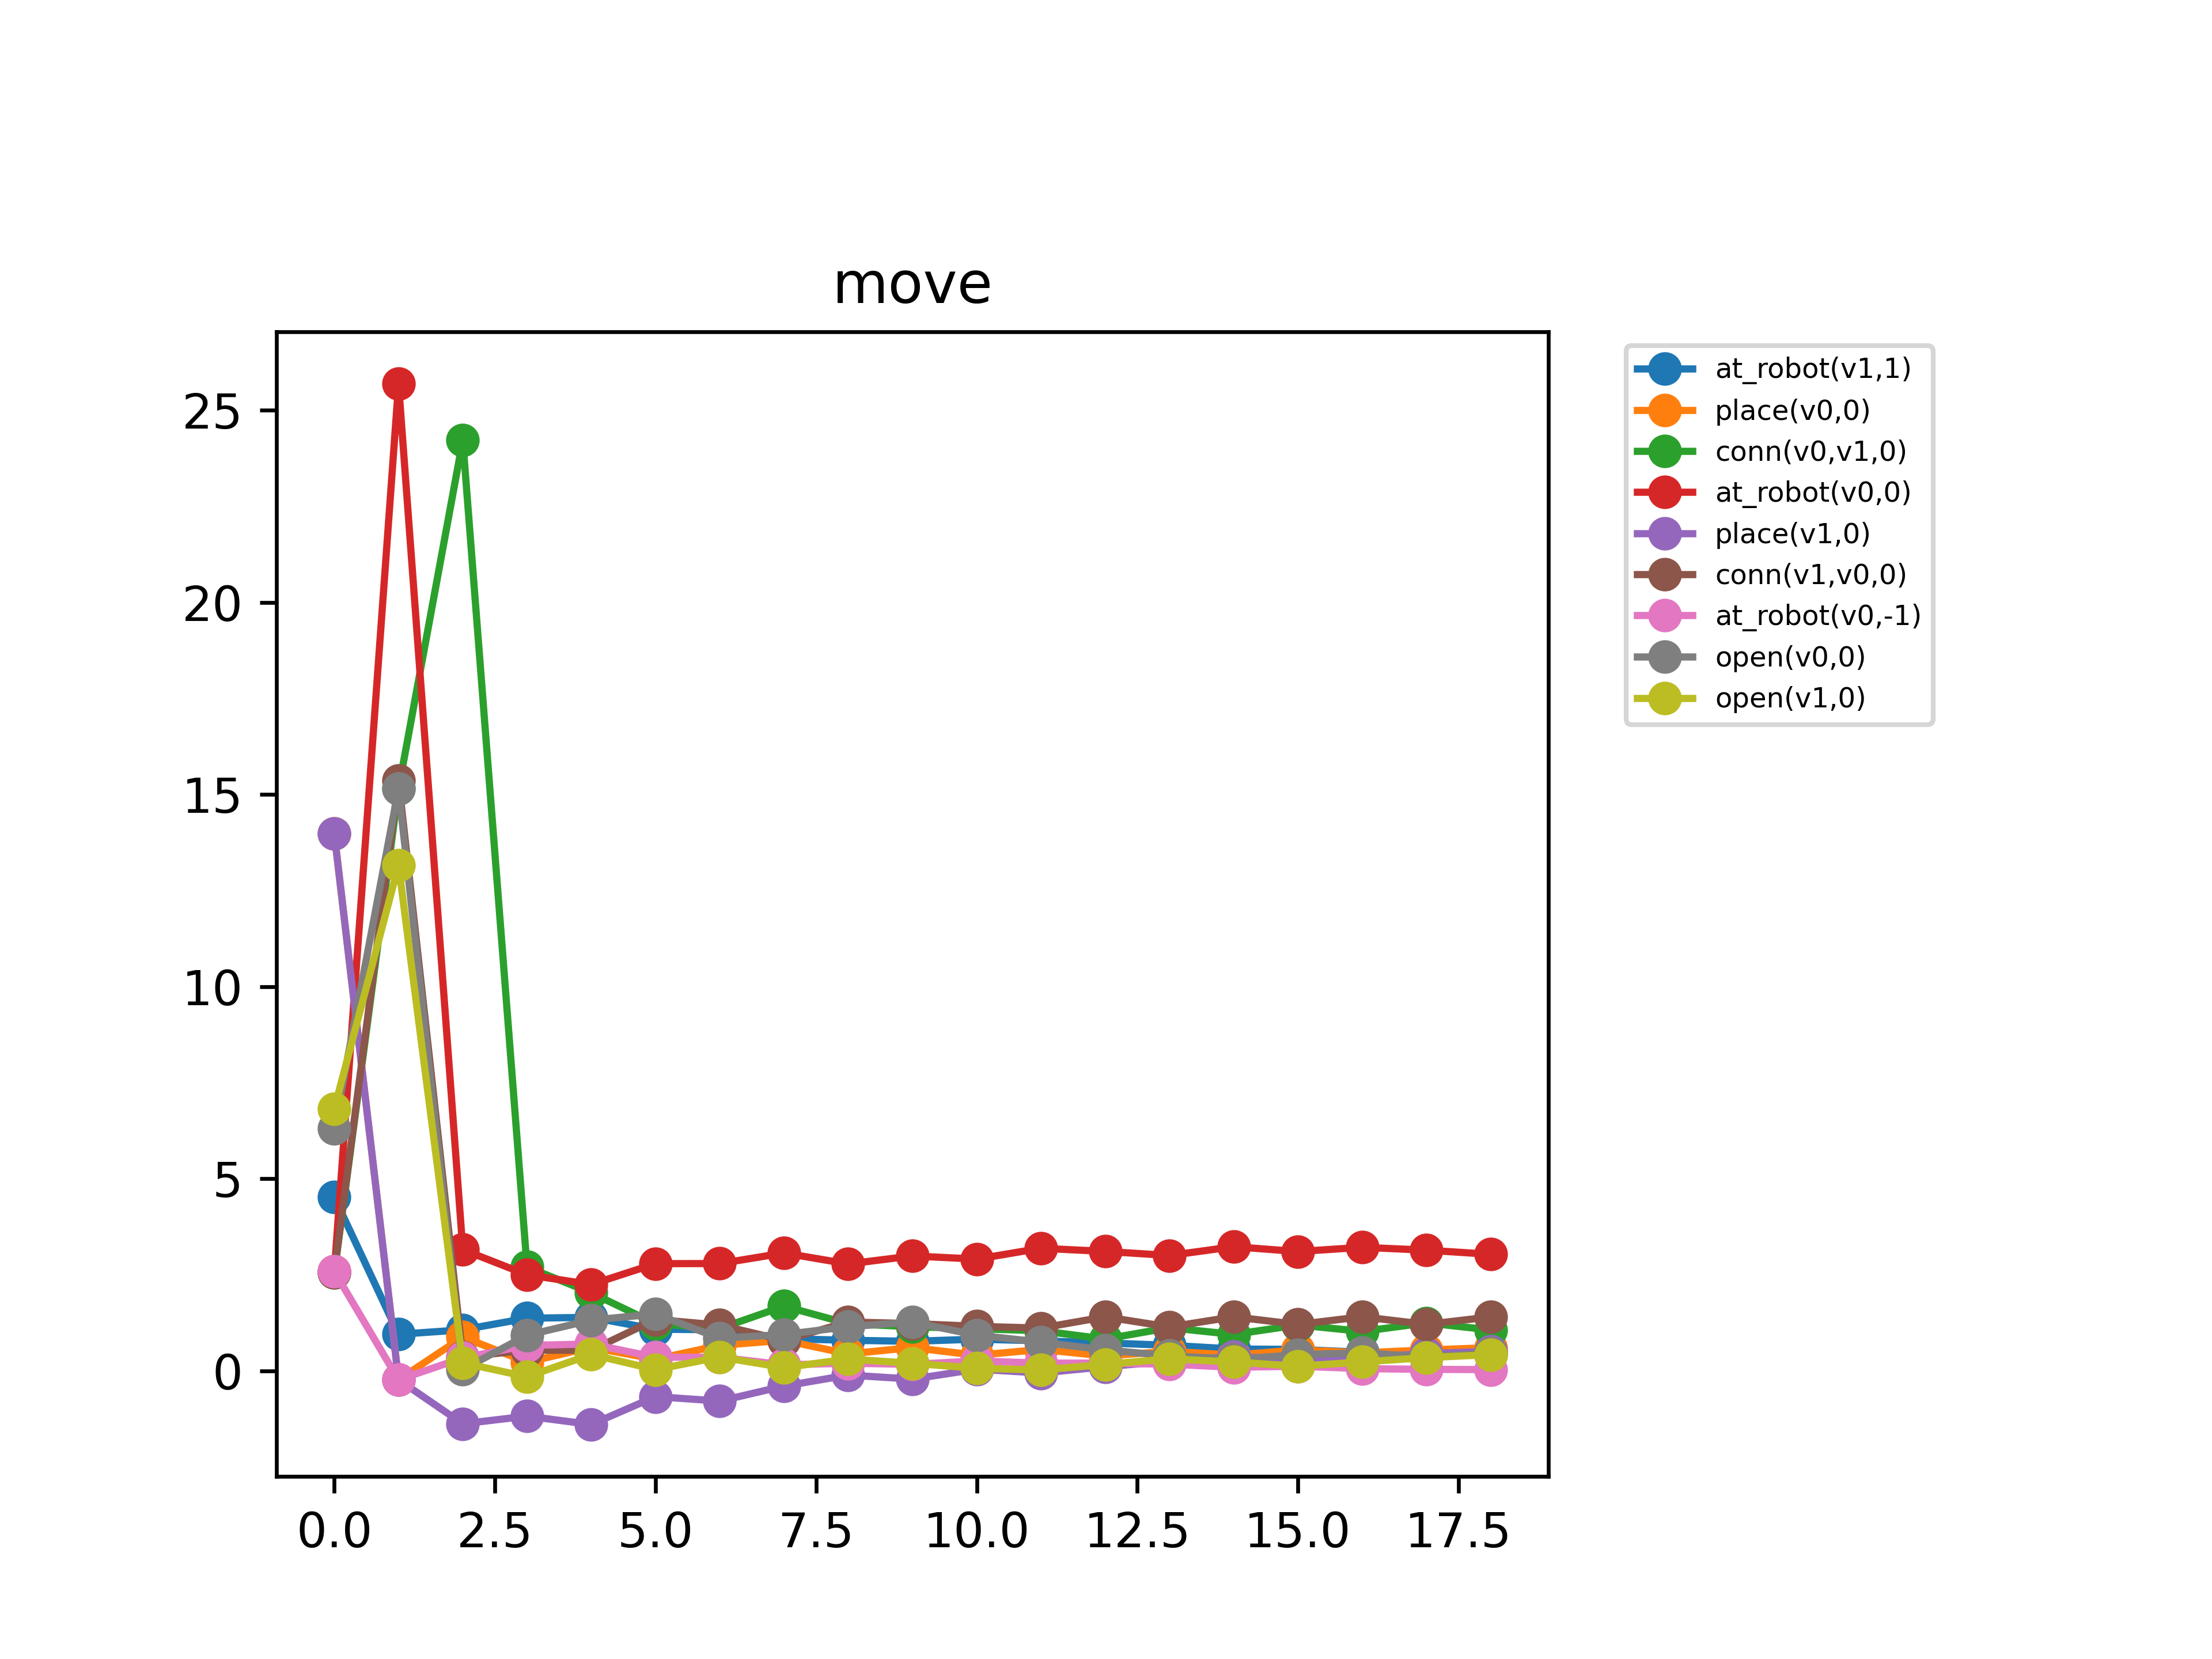 move
25
20
15
10
5
0
0.0 2.5 5.0 7.5 10.0 12.5 15.0 17.5
at_robot(v1,1)
place(v0,0)
conn(v0,v1,0)
at_robot(v0,0)
place(v1,0)
conn(v1,v0,0)
at_robot(v0,-1)
open(v0,0)
open(v1,0)